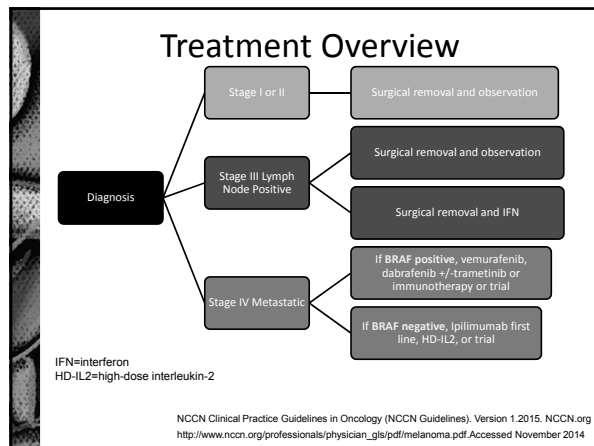 Treatment Overview
Stage I or II
Surgical removal and observation
Diagnosis
Stage III Lymph
Node Positive
Surgical removal and observation
Surgical removal and IFN
Stage IV Metastatic
If BRAF positive, vemurafenib,
dabrafenib +/-trametinib or
immunotherapy or trial
If BRAF negative, Ipilimumab first
line, HD-IL2, or trial
IFN=interferon
HD-IL2=high-dose interleukin-2
NCCN Clinical Practice Guidelines in Oncology (NCCN Guidelines). Version 1.2015. NCCN.org
http://www.nccn.org/professionals/physician_gls/pdf/melanoma.pdf.Accessed November 2014